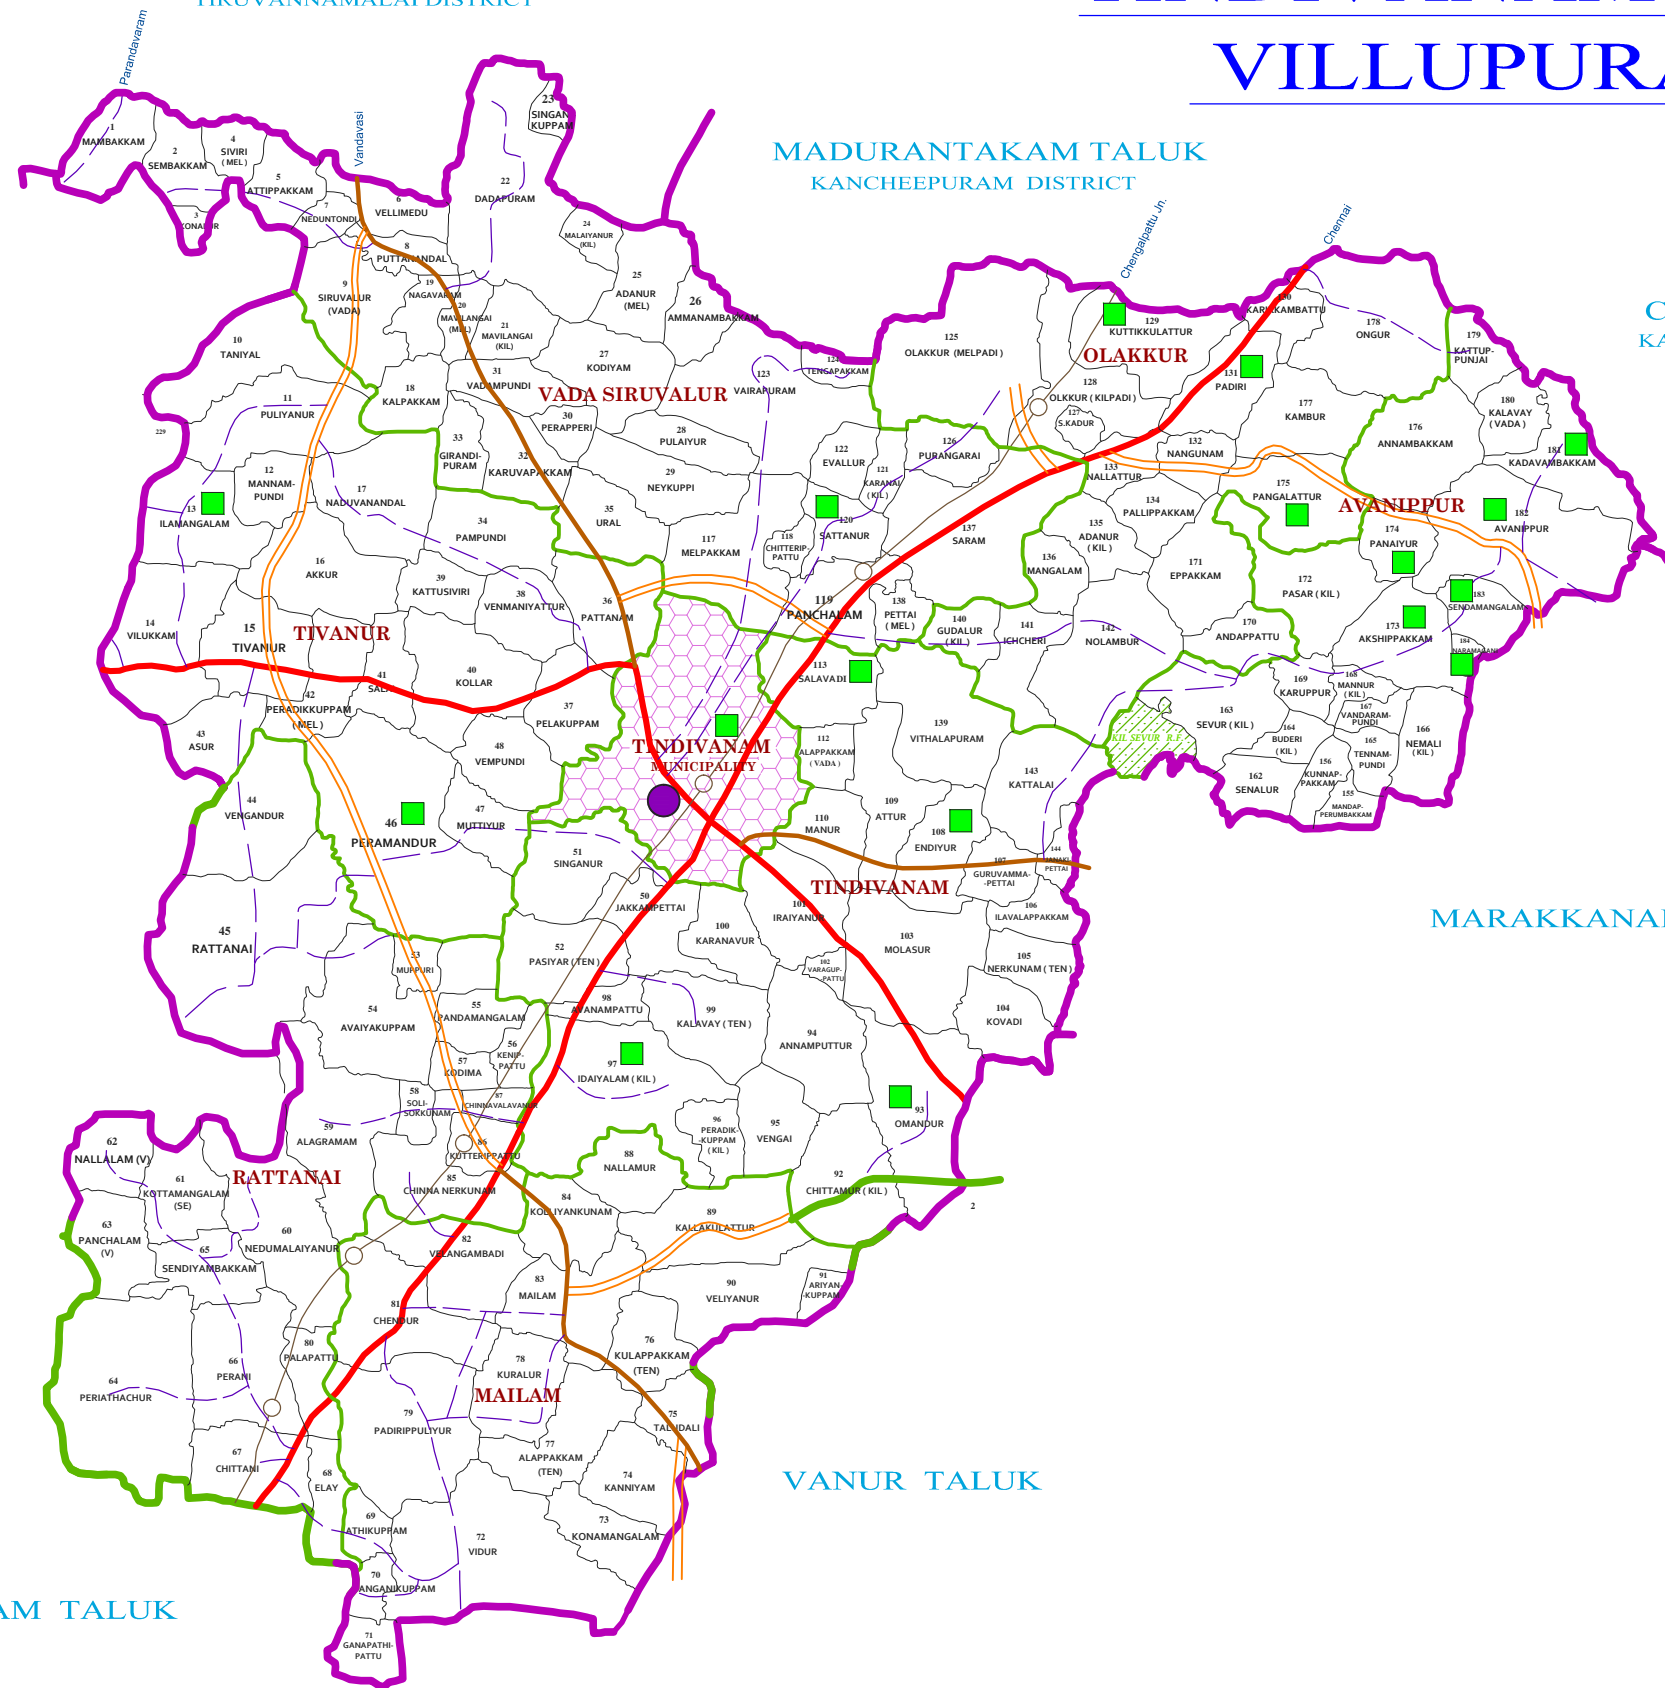 TIRUVANNAMALAI DISTRICT
VILLUPURA
Parandavaram
Vandavasi
MADURANTAKAM TALUK
KANCHEEPURAM DISTRICT
Chengalpattu Jn.
Chennai
1
MAMBAKKAM
2
SEMBAKKAM
3
4
SIVIRI
(MEL)
5
ATTIPPAKKAM
6
VELLIMEDU
7
NEDUNTONDI
8
PUTTANANDAL
9
SIRUVALUR
(VADA)
10
TANIYAL
11
PULIYANUR
229
12
MANNAM-
PUNDI
13
ILAMANGALAM
14
VILUKKAM
15
TIVANUR
16
AKKUR
17
NADUVANANDAL
18
KALPAKKAM
19
NAGAVARAM
20
MAVILANGAI
(MEL)
21
MAVILANGAI
(KIL)
22
DADAPURAM
23
SINGAN
KUPPAM
24
MALAIYANUR
(KIL)
25
ADANUR
(MEL)
26
AMMANAMBAKKAM
27
KODIYAM
28
PULAIYUR
29
NEYKUPPI
30
PERAPPERI
31
VADAMPUNDI
32
KARUVAPAKKAM
33
GIRANDI-
PURAM
34
PAMPUNDI
35
URAL
36
PATTANAM
37
PELAKUPPAM
38
VENMANIYATTUR
39
KATTUSIVIRI
40
KOLLAR
41
42
PERADIKKUPPAM
(MEL)
43
ASUR
44
VENGANDUR
45
RATTANAI
46
PERAMANDUR
47
MUTTIYUR
48
VEMPUNDI
50
JAKKAMPETTAI
51
SINGANUR
52
PASIYAR (TEN)
53
MUPPURI
54
AVAIYAKUPPAM
55
PANDAMANGALAM
56
KENIP-
PATTU
57
KODIMA
58
SOLI-
SOKKUNAM
59
ALAGRAMAM
60
NEDUMALAIYANUR
61
KOTTAMANGALAM
(SE)
62
NALLALAM (V)
63
PANCHALAM
(V)
64
PERIATHACHUR
65
SENDIYAMBAKKAM
66
PERANI
67
CHITTANI
68
ELAY
69
ATHIKUPPAM
70
ANGANIKUPPAM
71
GANAPATHI-
PATTU
72
VIDUR
73
KONAMANGALAM
74
KANNIYAM
75
76
KULAPPAKKAM
(TEN)
77
ALAPPAKKAM
(TEN)
78
KURALUR
79
PADIRIPPULIYUR
80
PALAPATTU
81
CHENDUR
82
VELANGAMBADI
83
MAILAM
84
KOLLIYANKUNAM
85
CHINNA NERKUNAM
86
KUTTERIPPATTU
87
CHINNAVALAVANUR
88
NALLAMUR
89
KALLAKULATTUR
90
VELIYANUR
91
ARIYAN-
-KUPPAM
92
CHITTAMUR (KIL)
93
OMANDUR
94
ANNAMPUTTUR
95
VENGAI
96
PERADIK-
-KUPPAM
(KIL)
97
IDAIYALAM (KIL)
98
AVANAMPATTU
99
KALAVAY (TEN)
100
KARANAVUR
101
IRAIYANUR
102
VARAGUP-
-PATTU
103
MOLASUR
104
KOVADI
105
NERKUNAM (TEN)
106
ILAVALAPPAKKAM
107
GURUVAMMA-
-PETTAI
108
ENDIYUR
109
ATTUR
110
MANUR
112
ALAPPAKKAM
(VADA)
113
SALAVADI
117
MELPAKKAM
118
CHITTERIP-
PATTU
119
PANCHALAM
120
SATTANUR
121
KARANAI
(KIL)
122
EVALLUR
123
VAIRAPURAM
124
TENGAPAKKAM
125
OLAKKUR (MELPADI)
126
PURANGARAI
127
S.KADUR
128
OLKKUR (KILPADI)
129
KUTTIKKULATTUR
130
KARIKKAMBATTU
131
PADIRI
132
NANGUNAM
133
NALLATTUR
134
PALLIPPAKKAM
135
ADANUR
(KIL)
136
MANGALAM
137
SARAM
138
PETTAI
(MEL)
139
VITHALAPURAM
140
GUDALUR
(KIL)
141
ICHCHERI
142
NOLAMBUR
143
KATTALAI
144
JANAKI-
PETTAI
155
MANDAP-
PERUMBAKKAM
156
KUNNAP-
PAKKAM
162
SENALUR
163
SEVUR (KIL)
164
BUDERI
(KIL)
165
TENNAM-
PUNDI
166
NEMALI
(KIL)
167
VANDARAM-
PUNDI
168
MANNUR
(KIL)
169
KARUPPUR
170
ANDAPPATTU
171
EPPAKKAM
172
PASAR (KIL)
173
AKSHIPPAKKAM
174
PANAIYUR
175
PANGALATTUR
176
ANNAMBAKKAM
177
KAMBUR
178
ONGUR
179
KATTUP-
PUNJAI
180
KALAVAY
(VADA)
181
KADAVAMBAKKAM
182
AVANIPPUR
183
SENDAMANGALAM
184
KIL SEVUR R.F.
VADA SIRUVALUR
OLAKKUR
AVANIPPUR
TIVANUR
TINDIVANAM
MUNICIPALITY
TINDIVANAM
RATTANAI
MAILAM
2
MARAKKANA
VANUR TALUK
AM TALUK
C
KA